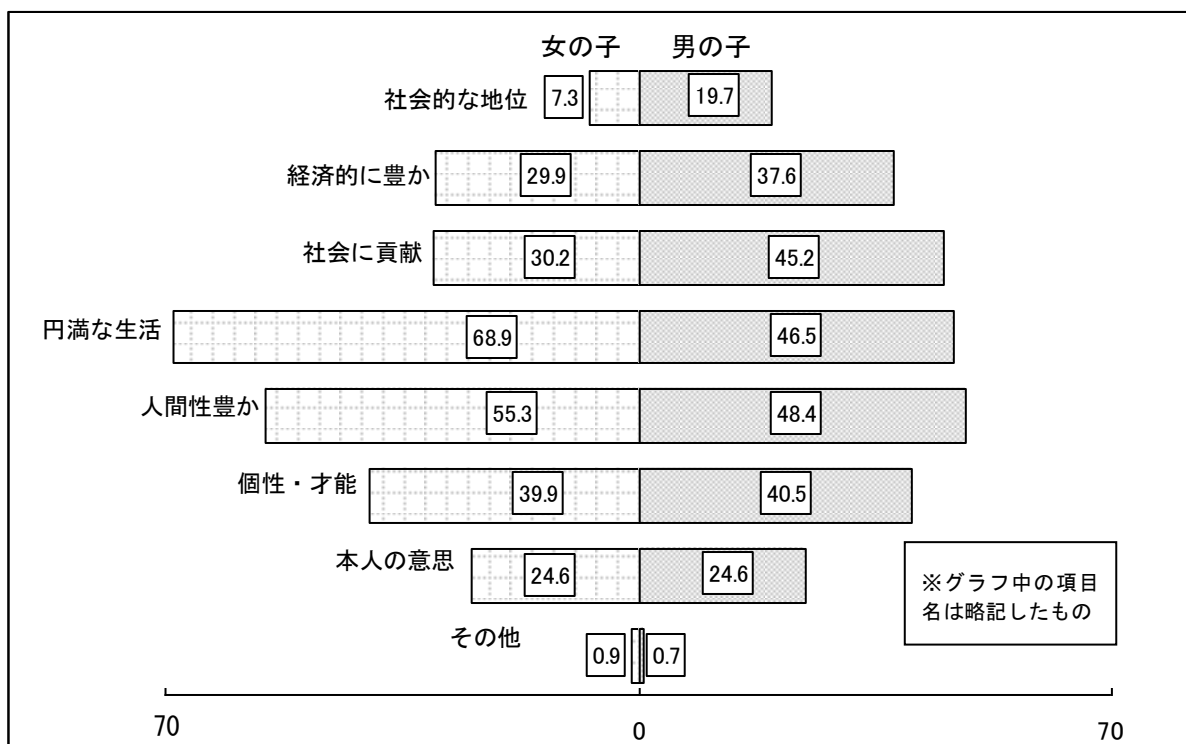 女の子 男の子
社会的な地位 7.3 19.7
経済的に豊か 29.9 37.6
社会に貢献 30.2 45.2
円満な生活 68.9 46.5
人間性豊か 55.3 48.4
個性・才能 39.9 40.5
本人の意思 24.6 24.6
※グラフ中の項目
名は略記したもの
その他 0.9 0.7
70 0 70